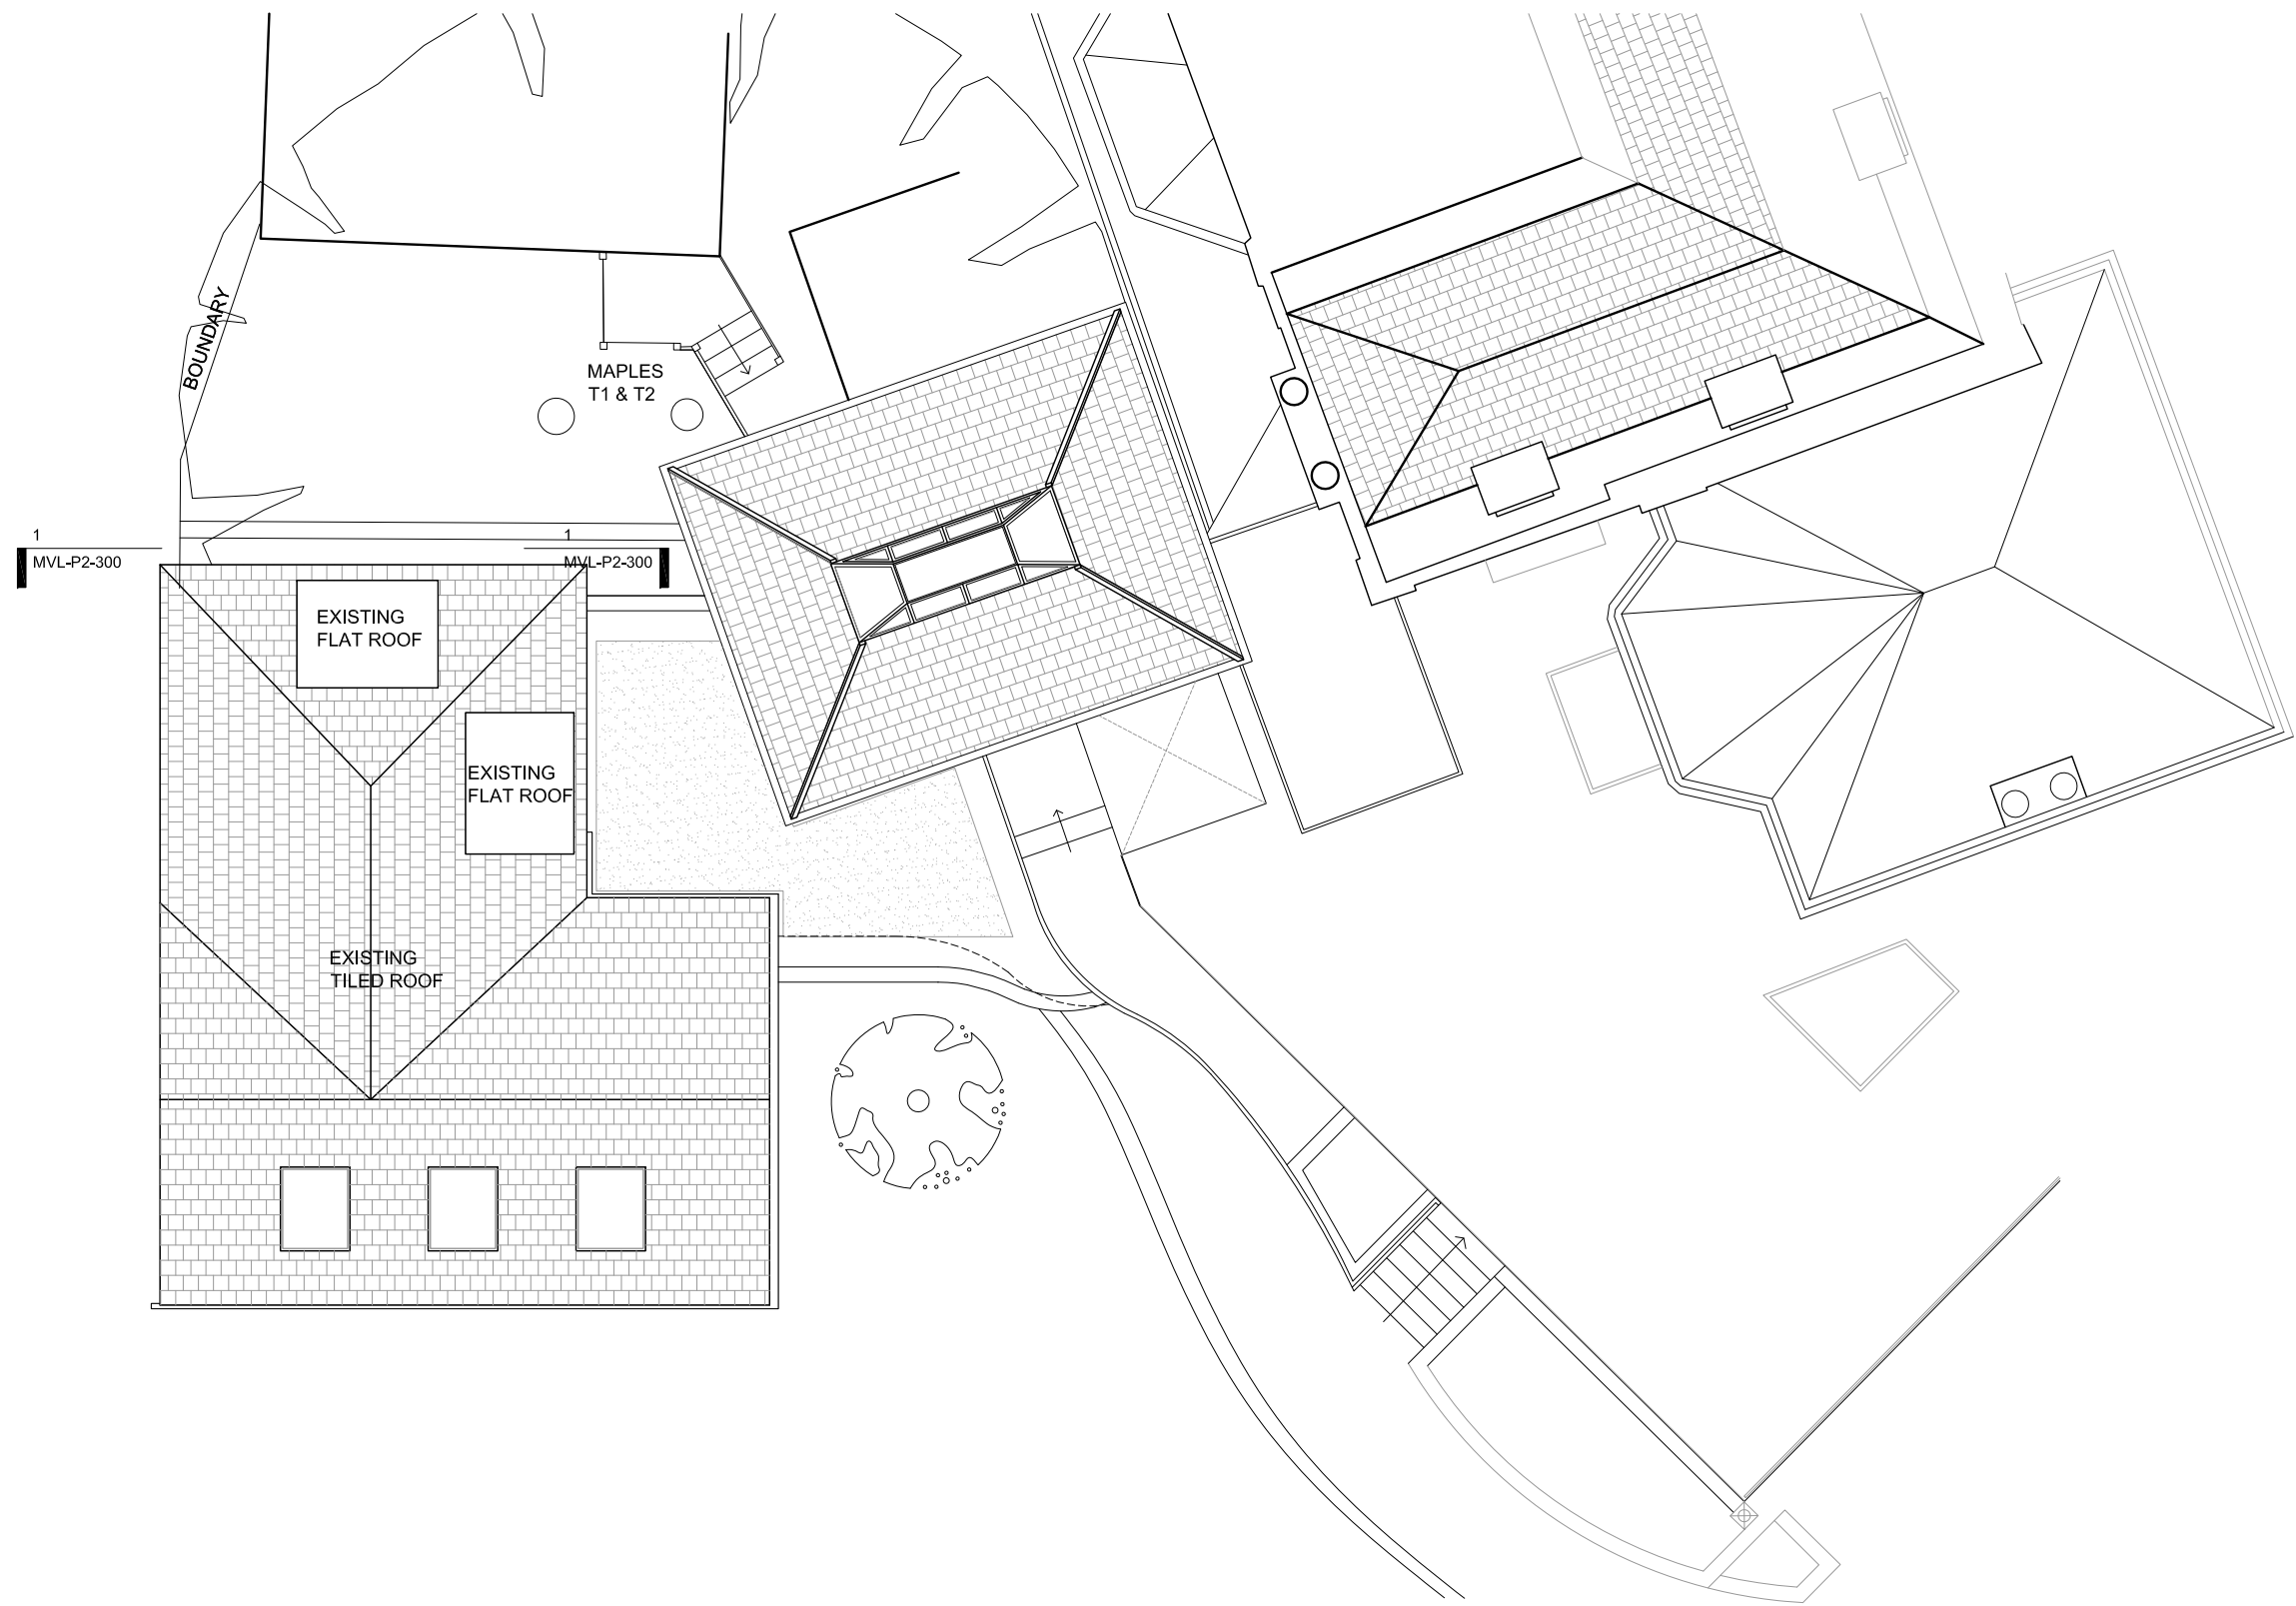 BOUNDARY
MAPLES
T1 & T2
1
MVL-P2-300
1
MVL-P2-300
EXISTING
FLAT ROOF
EXISTING
FLAT ROOF
EXISTING
TILED ROOF